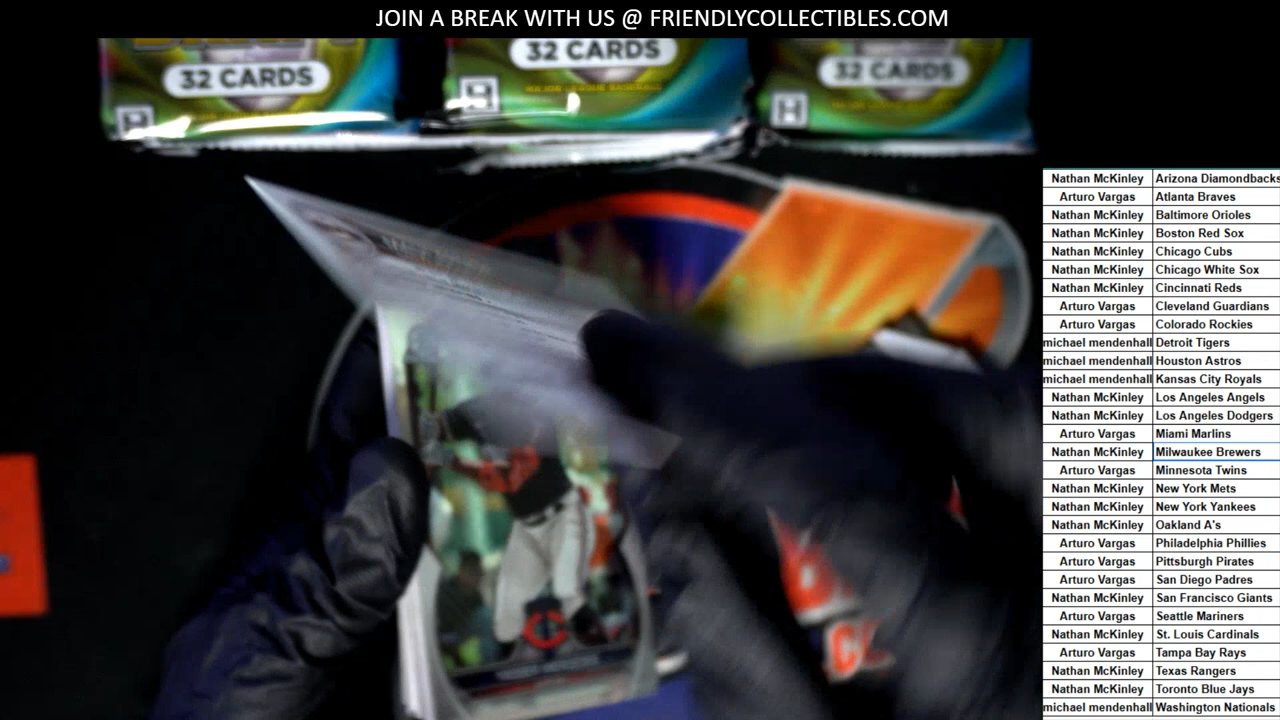 JOIN A BREAK WITH US @ FRIENDLYCOLLECTIBLES.COM
32 CARDS
32 CARDS
32 CARDS
MAJOR LEAGUE BASEBALL
H
H
H
Nathan McKinley Arizona Diamondbacks
Arturo Vargas Atlanta Braves
Nathan McKinley Baltimore Orioles
Nathan McKinley Boston Red Sox
Nathan McKinley Chicago Cubs
Nathan McKinley Chicago White Sox
Nathan McKinley Cincinnati Reds
Arturo Vargas Cleveland Guardians
Arturo Vargas Colorado Rockies
michael mendenhall Detroit Tigers
michael mendenhall Houston Astros
michael mendenhall Kansas City Royals
Nathan McKinley Los Angeles Angels
Nathan McKinley Los Angeles Dodgers
Arturo Vargas Miami Marlins
Nathan McKinley Milwaukee Brewers
Arturo Vargas Minnesota Twins
Nathan McKinley New York Mets
Nathan McKinley New York Yankees
Nathan McKinley Oakland A's
Arturo Vargas Philadelphia Phillies
Arturo Vargas Pittsburgh Pirates
Arturo Vargas San Diego Padres
Nathan McKinley San Francisco Giants
Arturo Vargas Seattle Mariners
Nathan McKinley St. Louis Cardinals
Arturo Vargas Tampa Bay Rays
Nathan McKinley Texas Rangers
Nathan McKinley Toronto Blue Jays
michael mendenhall Washington Nationals